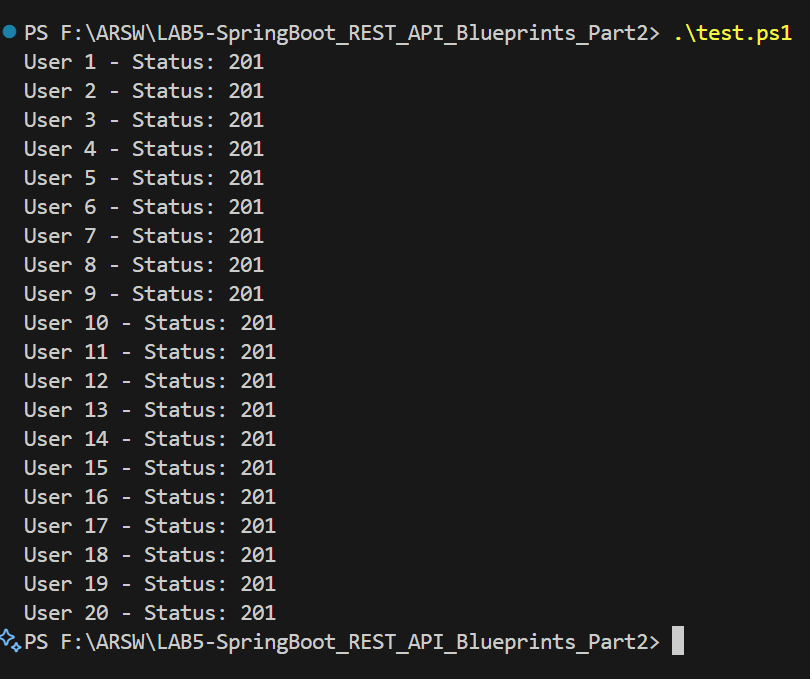 PS F:\ARSW\LAB5-SpringBoot_REST_API_Blueprints_Part2> .\test.ps1
User 1 - Status: 201
User 2 - Status: 201
User 3 - Status: 201
User 4 - Status: 201
User 5 - Status: 201
User 6 - Status: 201
User 7 - Status: 201
User 8 - Status: 201
User 9 - Status: 201
User 10 - Status: 201
User 11 - Status: 201
User 12 - Status: 201
User 13 - Status: 201
User 14 - Status: 201
User 15 - Status: 201
User 16 - Status: 201
User 17 - Status: 201
User 18 - Status: 201
User 19 - Status: 201
User 20 - Status: 201
PS F:\ARSW\LAB5-SpringBoot_REST_API_Blueprints_Part2>